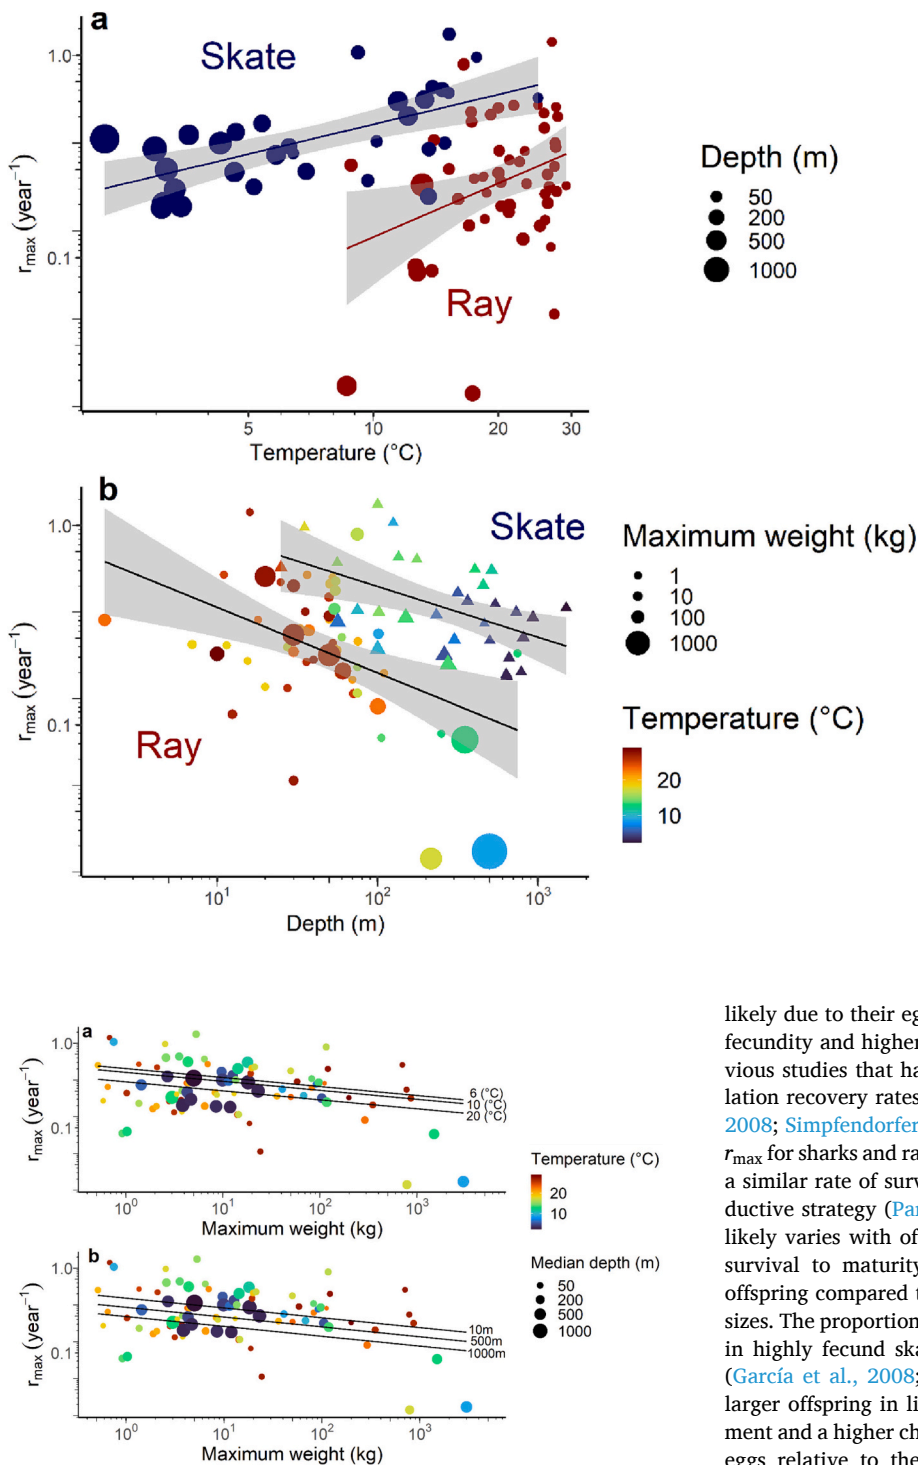 a
Skate
Ray
1.0
0.1
rmax (year−1)
5
10
20
30
Temperature (°C)
Depth (m)
50
200
500
1000
b
Skate
Ray
1.0
0.1
rmax (year−1)
10¹
10²
10³
Depth (m)
Maximum weight (kg)
1
10
100
1000
Temperature (°C)
20
10
a
1.0
0.1
rmax (year−1)
6 (°C)
10 (°C)
20 (°C)
10⁰
10¹
10²
10³
Maximum weight (kg)
Temperature (°C)
20
10
b
1.0
0.1
rmax (year−1)
10m
500m
1000m
10⁰
10¹
10²
10³
Maximum weight (kg)
Median depth (m)
50
200
500
1000
likely due to their eg
fecundity and higher
vious studies that ha
lation recovery rates
2008; Simpfendorfer
rmax for sharks and ra
a similar rate of surv
ductive strategy (Par
likely varies with of
survival to maturity
offspring compared t
sizes. The proportion
in highly fecund ska
(García et al., 2008;
larger offspring in li
ment and a higher ch
eggs relative to the